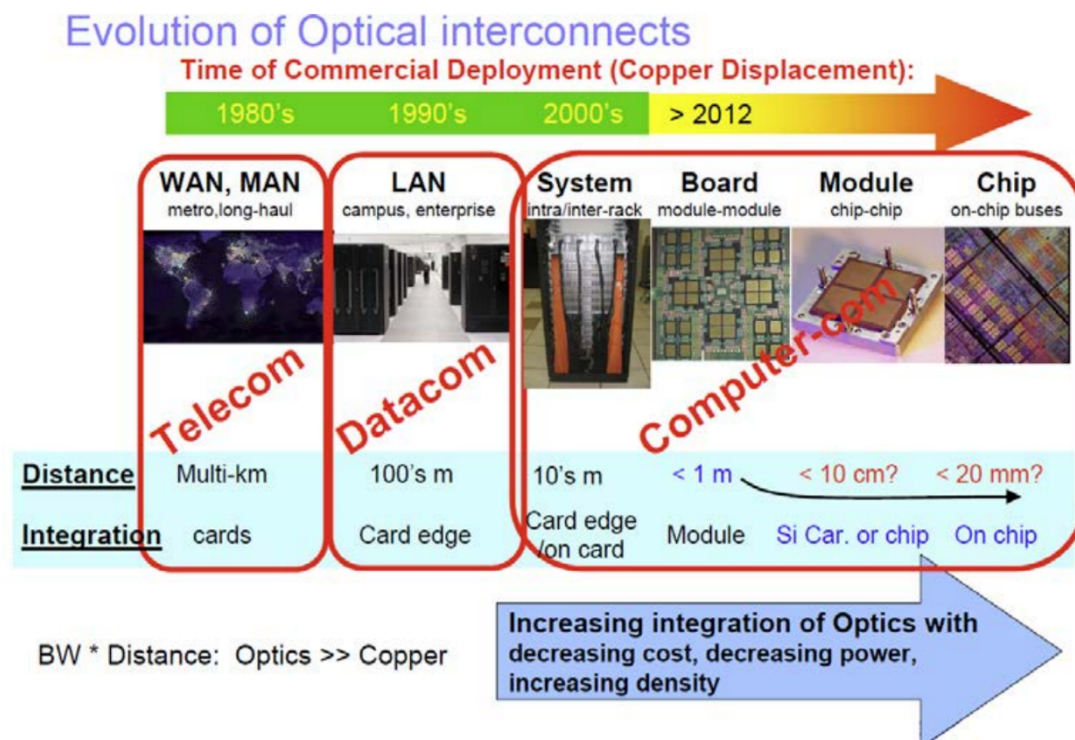 Evolution of Optical interconnects
Time of Commercial Deployment (Copper Displacement):
1980's 1990's 2000's > 2012
WAN, MAN LAN System Board Module Chip
metro,long-haul campus, enterprise intra/inter-rack module-module chip-chip on-chip buses
Telecom Datacom Computer-com
Distance Multi-km 100's m 10's m < 1 m < 10 cm? < 20 mm?
Integration cards Card edge Card edge Module Si Car. or chip On chip
/on card
BW * Distance: Optics >> Copper
Increasing integration of Optics with
decreasing cost, decreasing power,
increasing density